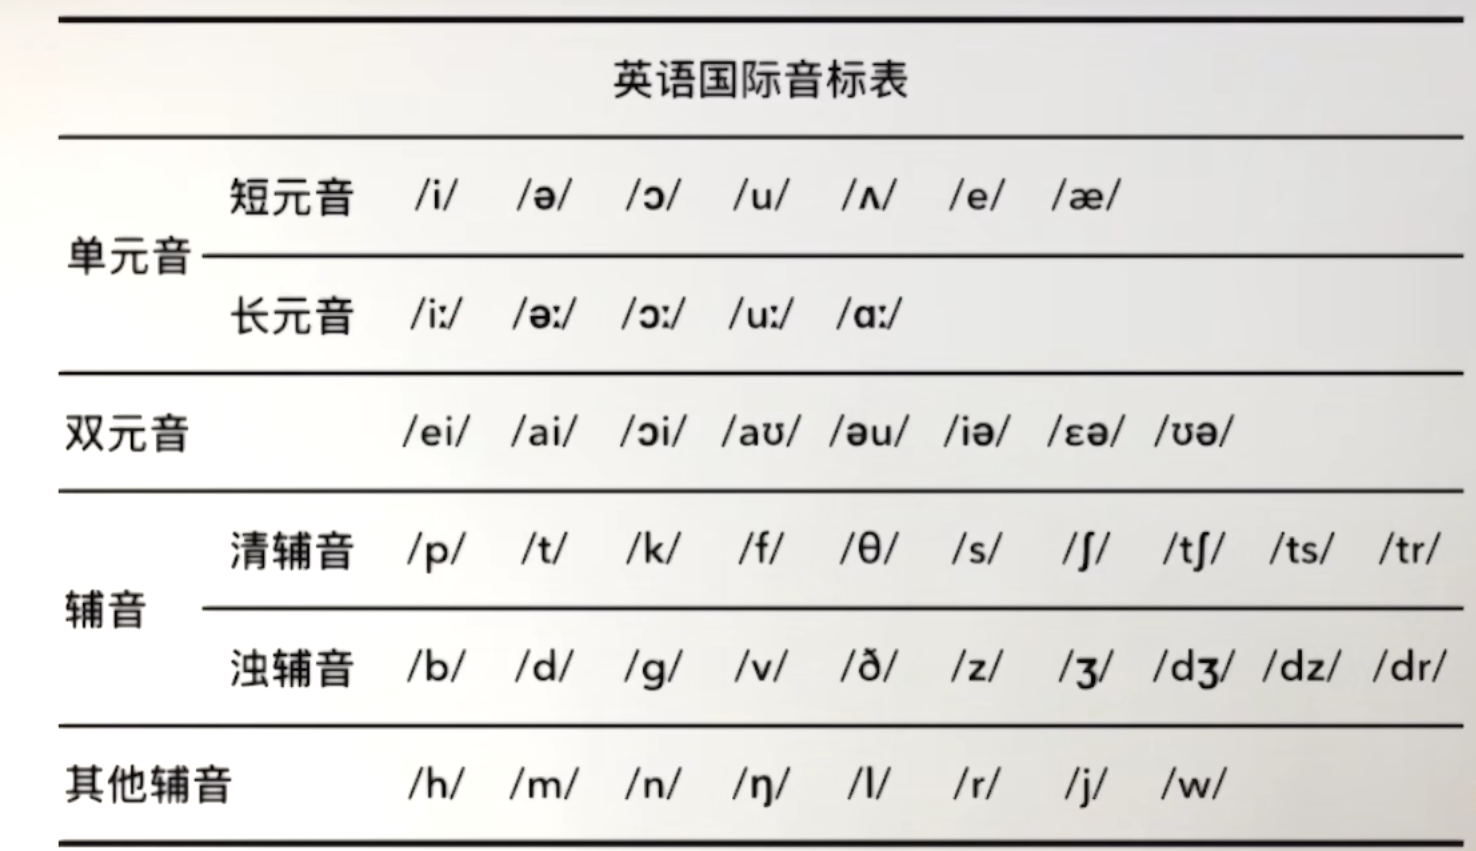 英语国际音标表
单元音
短元音 /i/ /ə/ /ɔ/ /u/ /ʌ/ /e/ /æ/
长元音 /iː/ /əː/ /ɔː/ /uː/ /ɑː/
双元音 /ei/ /ai/ /ɔi/ /aʊ/ /əu/ /iə/ /ɛə/ /ʊə/
辅音
清辅音 /p/ /t/ /k/ /f/ /θ/ /s/ /ʃ/ /tʃ/ /ts/ /tr/
浊辅音 /b/ /d/ /g/ /v/ /ð/ /z/ /ʒ/ /dʒ/ /dz/ /dr/
其他辅音 /h/ /m/ /n/ /ŋ/ /l/ /r/ /j/ /w/